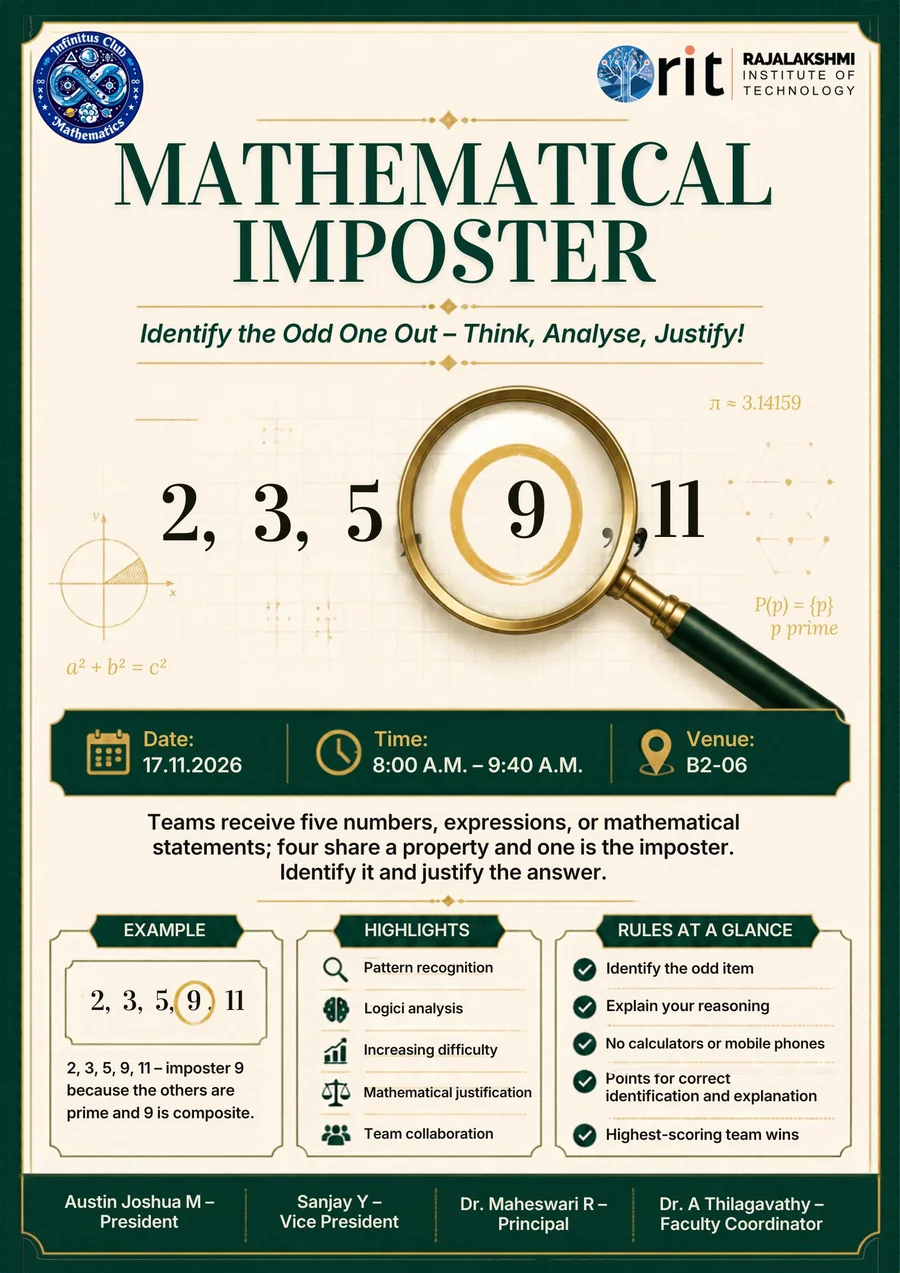 Infinitus Club
Mathematics
rit
RAJALAKSHMI
INSTITUTE OF
TECHNOLOGY
MATHEMATICAL
IMPOSTER
Identify the Odd One Out – Think, Analyse, Justify!
π ≈ 3.14159
2, 3, 5, 9, ,11
y
x
P(p) = {p}
p prime
a² + b² = c²
Date:
17.11.2026
Time:
8:00 A.M. – 9:40 A.M.
Venue:
B2-06
Teams receive five numbers, expressions, or mathematical
statements; four share a property and one is the imposter.
Identify it and justify the answer.
EXAMPLE
2, 3, 5, 9, 11
2, 3, 5, 9, 11 – imposter 9
because the others are
prime and 9 is composite.
HIGHLIGHTS
Pattern recognition
Logici analysis
Increasing difficulty
Mathematical justification
Team collaboration
RULES AT A GLANCE
Identify the odd item
Explain your reasoning
No calculators or mobile phones
Points for correct
identification and explanation
Highest-scoring team wins
Austin Joshua M –
President
Sanjay Y –
Vice President
Dr. Maheswari R –
Principal
Dr. A Thilagavathy –
Faculty Coordinator